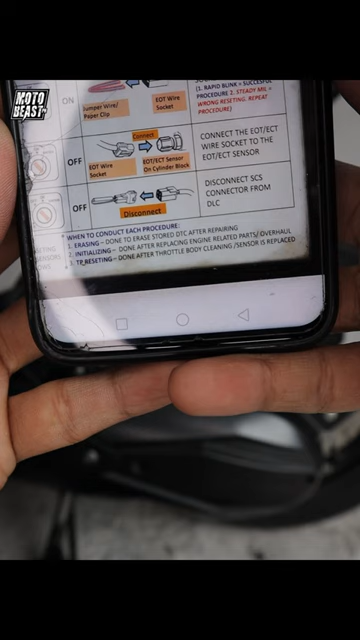 MOTO
BEAST
(1. RAPID BLINK = SUCCESFUL
PROCEDURE 2. STEADY MIL =
WRONG RESETING. REPEAT
PROCEDURE)
ON
Jumper Wire/
Paper Clip
EOT Wire
Socket
OFF
Connect
EOT Wire
Socket
EOT/ECT Sensor
On Cylinder Block
CONNECT THE EOT/ECT
WIRE SOCKET TO THE
EOT/ECT SENSOR
OFF
Disconnect
DISCONNECT SCS
CONNECTOR FROM
DLC
* WHEN TO CONDUCT EACH PROCEDURE:
1. ERASING – DONE TO ERASE STORED DTC AFTER REPAIRING
2. INITIALIZING – DONE AFTER REPLACING ENGINE RELATED PARTS/ OVERHAUL
3. TP RESETING – DONE AFTER THROTTLE BODY CLEANING /SENSOR IS REPLACED